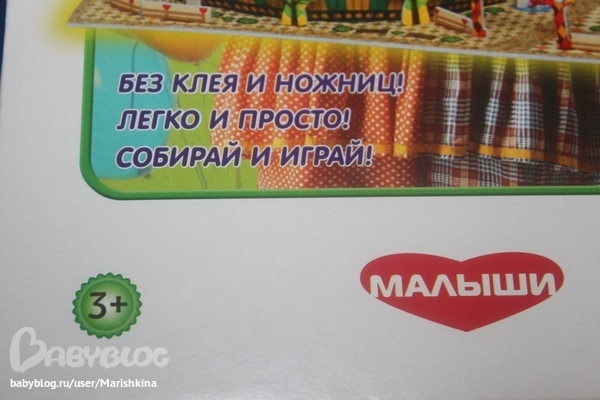 БЕЗ КЛЕЯ И НОЖНИЦ!
ЛЕГКО И ПРОСТО!
СОБИРАЙ И ИГРАЙ!
МАЛЫШИ
3+
BABYBLOG
babyblog.ru/user/Marishkina